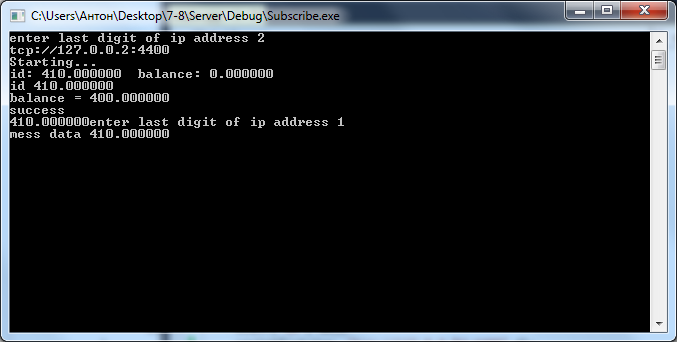 C:\Users\Антон\Desktop\7-8\Server\Debug\Subscribe.exe
enter last digit of ip address 2
tcp://127.0.0.2:4400
Starting...
id: 410.000000  balance: 0.000000
id 410.000000
balance = 400.000000
success
410.000000enter last digit of ip address 1
mess data 410.000000